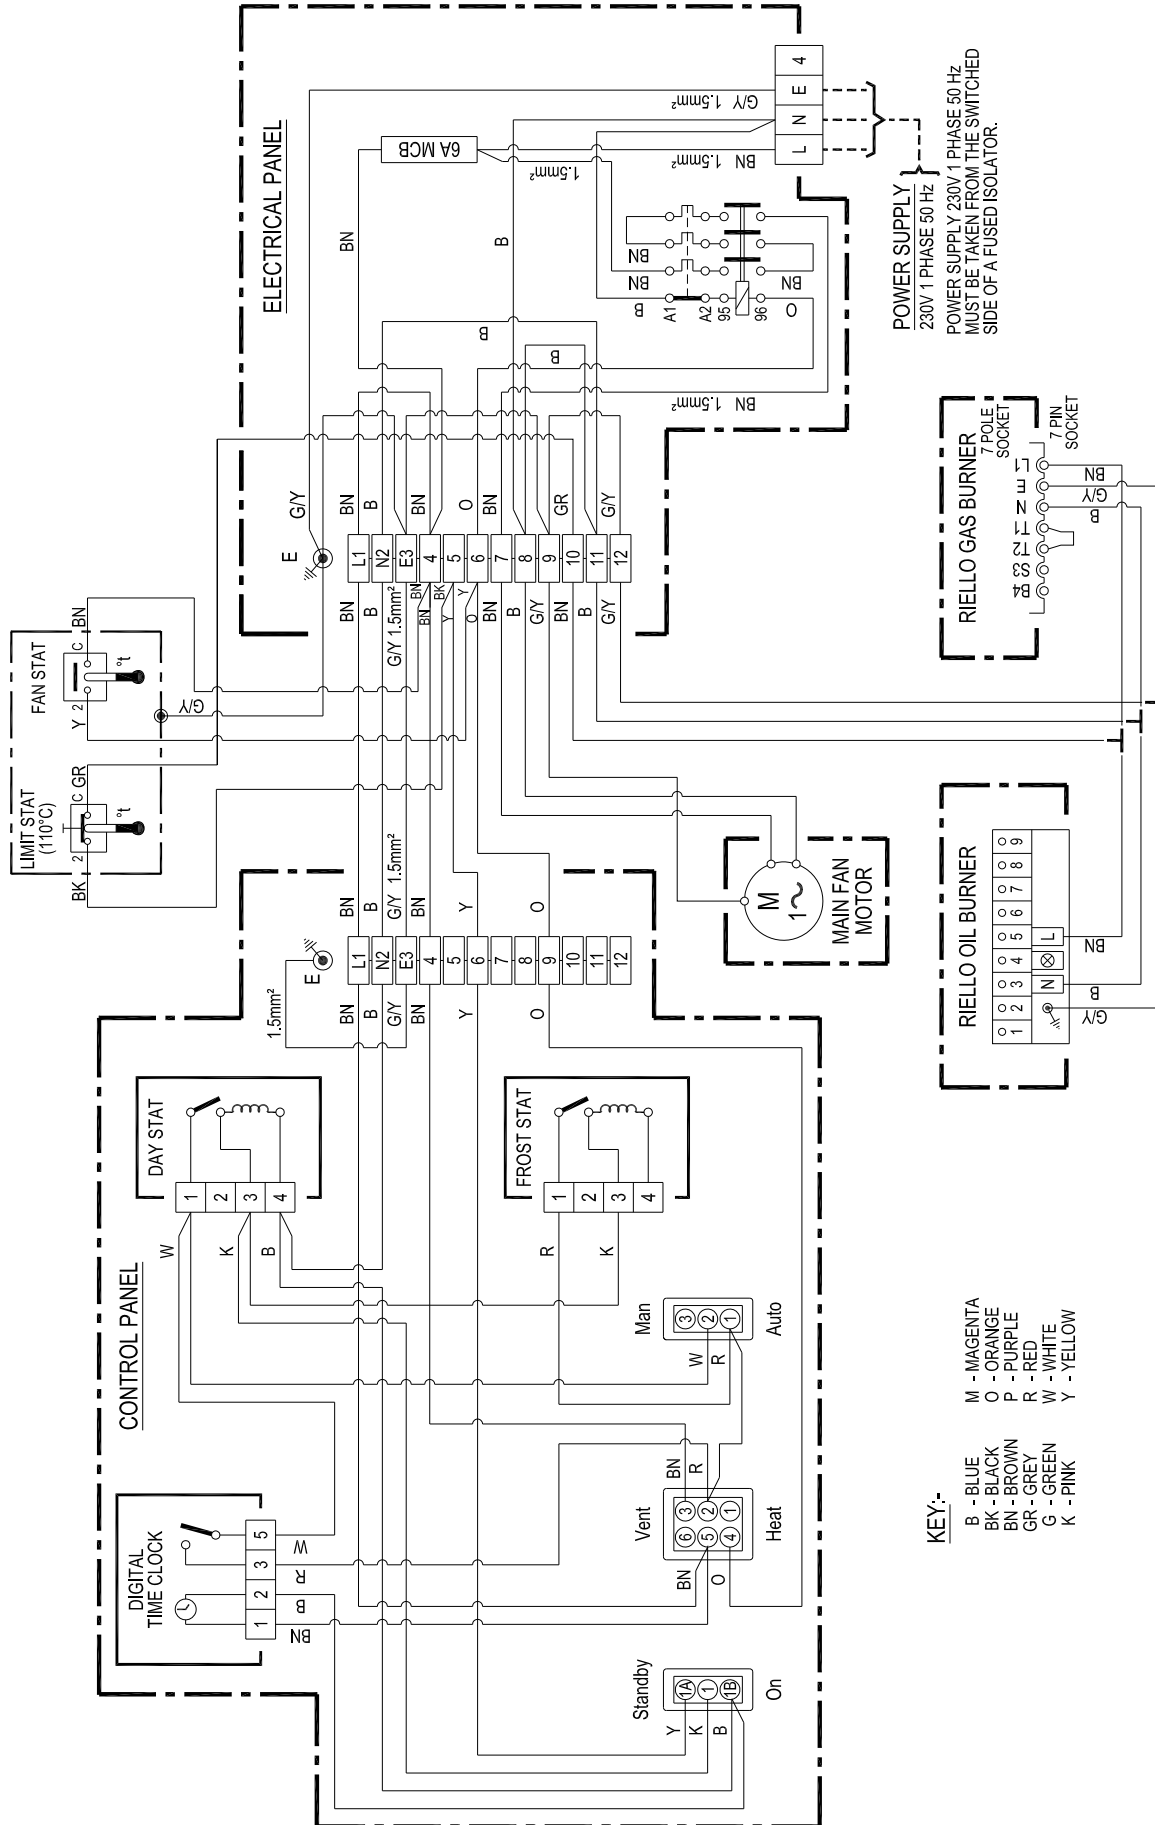 ELECTRICAL PANEL
4
E
N
L
G/Y 1.5mm²
6A MCB
1.5mm²
BN 1.5mm²
BN
B
BN
BN
B
BN
O
A1
A2
95
96
B
B
BN 1.5mm²
POWER SUPPLY
230V 1 PHASE 50 Hz
POWER SUPPLY 230V 1 PHASE 50 Hz
MUST BE TAKEN FROM THE SWITCHED
SIDE OF A FUSED ISOLATOR.
E
G/Y
BN
B
BN
O
BN
GR
G/Y
L1
N2
E3
4
5
6
7
8
9
10
11
12
BN
B
G/Y 1.5mm²
BN
BN
BK
Y
Y
O
BN
B
G/Y
BN
B
G/Y
FAN STAT
C
BN
2
Y
°t
G/Y
LIMIT STAT
(110°C)
C
GR
2
BK
°t
RIELLO GAS BURNER
7 POLE
SOCKET
7 PIN
SOCKET
L1
E
N
T1
T2
S3
B4
BN
G/Y
B
RIELLO OIL BURNER
1
2
3
4
5
6
7
8
9
N
L
BN
B
G/Y
M
1~
MAIN FAN
MOTOR
BN
B
G/Y 1.5mm²
BN
Y
O
E
1.5mm²
L1
N2
E3
4
5
6
7
8
9
10
11
12
BN
B
G/Y
BN
Y
O
CONTROL PANEL
DAY STAT
1
2
3
4
W
K
B
FROST STAT
1
2
3
4
R
K
DIGITAL
TIME CLOCK
1
2
3
5
BN
B
R
W
Man
3
2
1
Auto
W
R
Vent
3
2
1
6
5
4
Heat
BN
R
BN
O
Standby
1A
1
1B
On
Y
K
B
KEY:-
B - BLUE
BK - BLACK
BN - BROWN
GR - GREY
G - GREEN
K - PINK
M - MAGENTA
O - ORANGE
P - PURPLE
R - RED
W - WHITE
Y - YELLOW